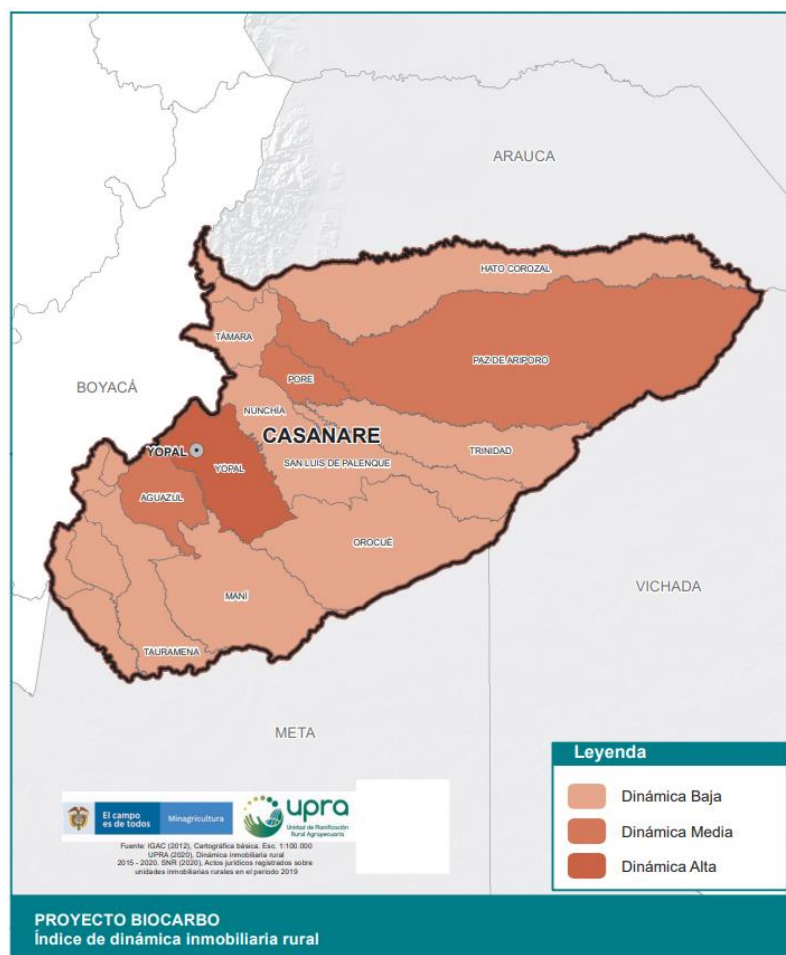 ARAUCA
HATO COROZAL
TÁMARA
PAZ DE ARIPORO
PORE
BOYACÁ
NUNCHÍA
CASANARE
YOPAL
TRINIDAD
SAN LUIS DE PALENQUE
YOPAL
AGUAZUL
OROCUÉ
VICHADA
MANÍ
TAURAMENA
META
Leyenda
Dinámica Baja
Dinámica Media
Dinámica Alta
El campo
es de todos
Minagricultura
upra
Unidad de Planificación
Rural Agropecuaria
Fuente: IGAC (2012), Cartográfica básica. Esc. 1:100.000
UPRA (2020), Dinámica inmobiliaria rural
2015 - 2020. SNR (2020), Actos jurídicos registrados sobre
unidades inmobiliarias rurales en el periodo 2019
PROYECTO BIOCARBO
Índice de dinámica inmobiliaria rural